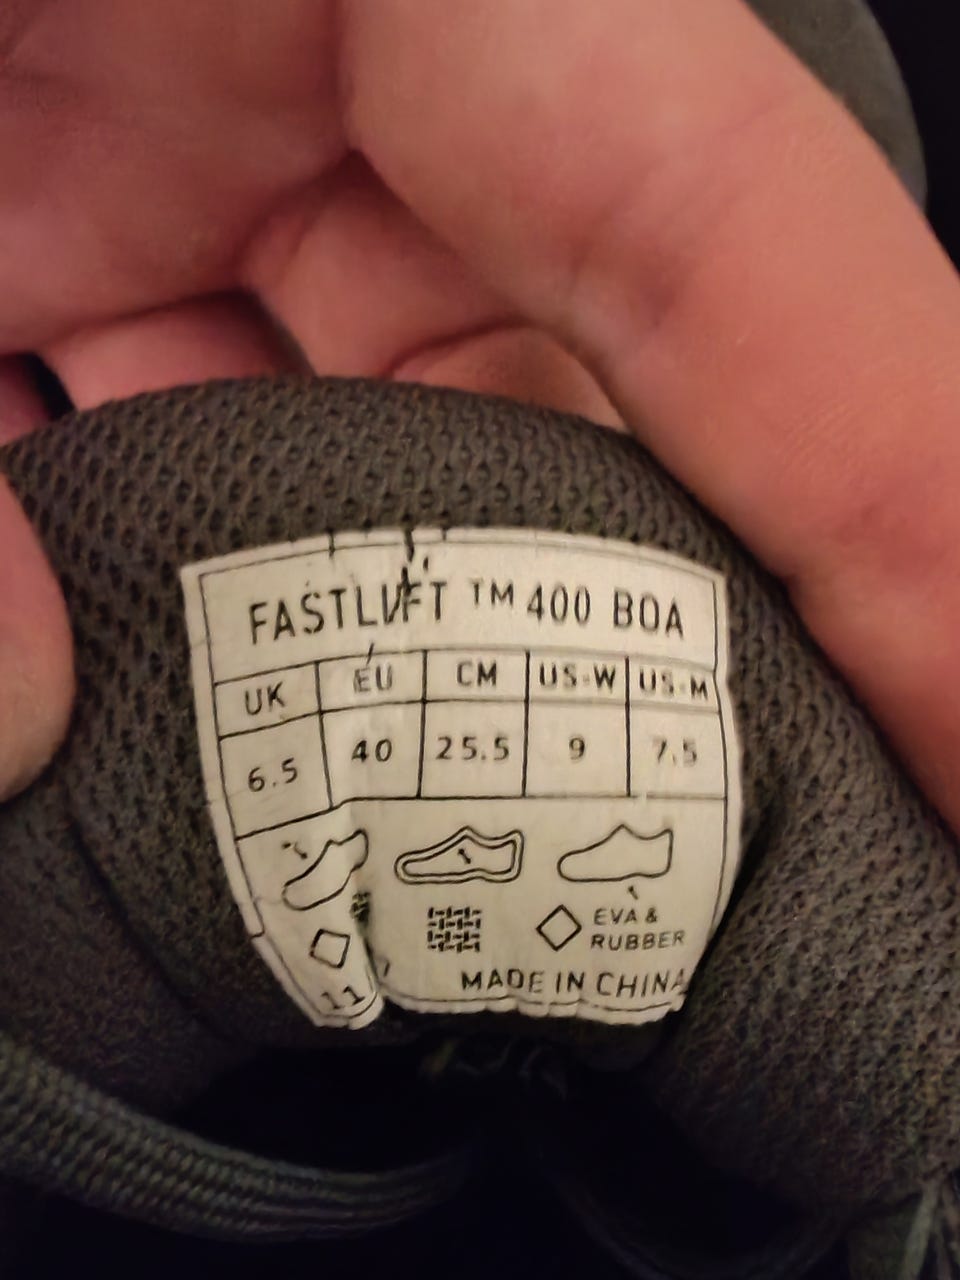 FASTLIFT ™ 400 BOA
UK EU CM US-W US-M
6.5 40 25.5 9 7.5
EVA &
RUBBER
MADE IN CHINA
11